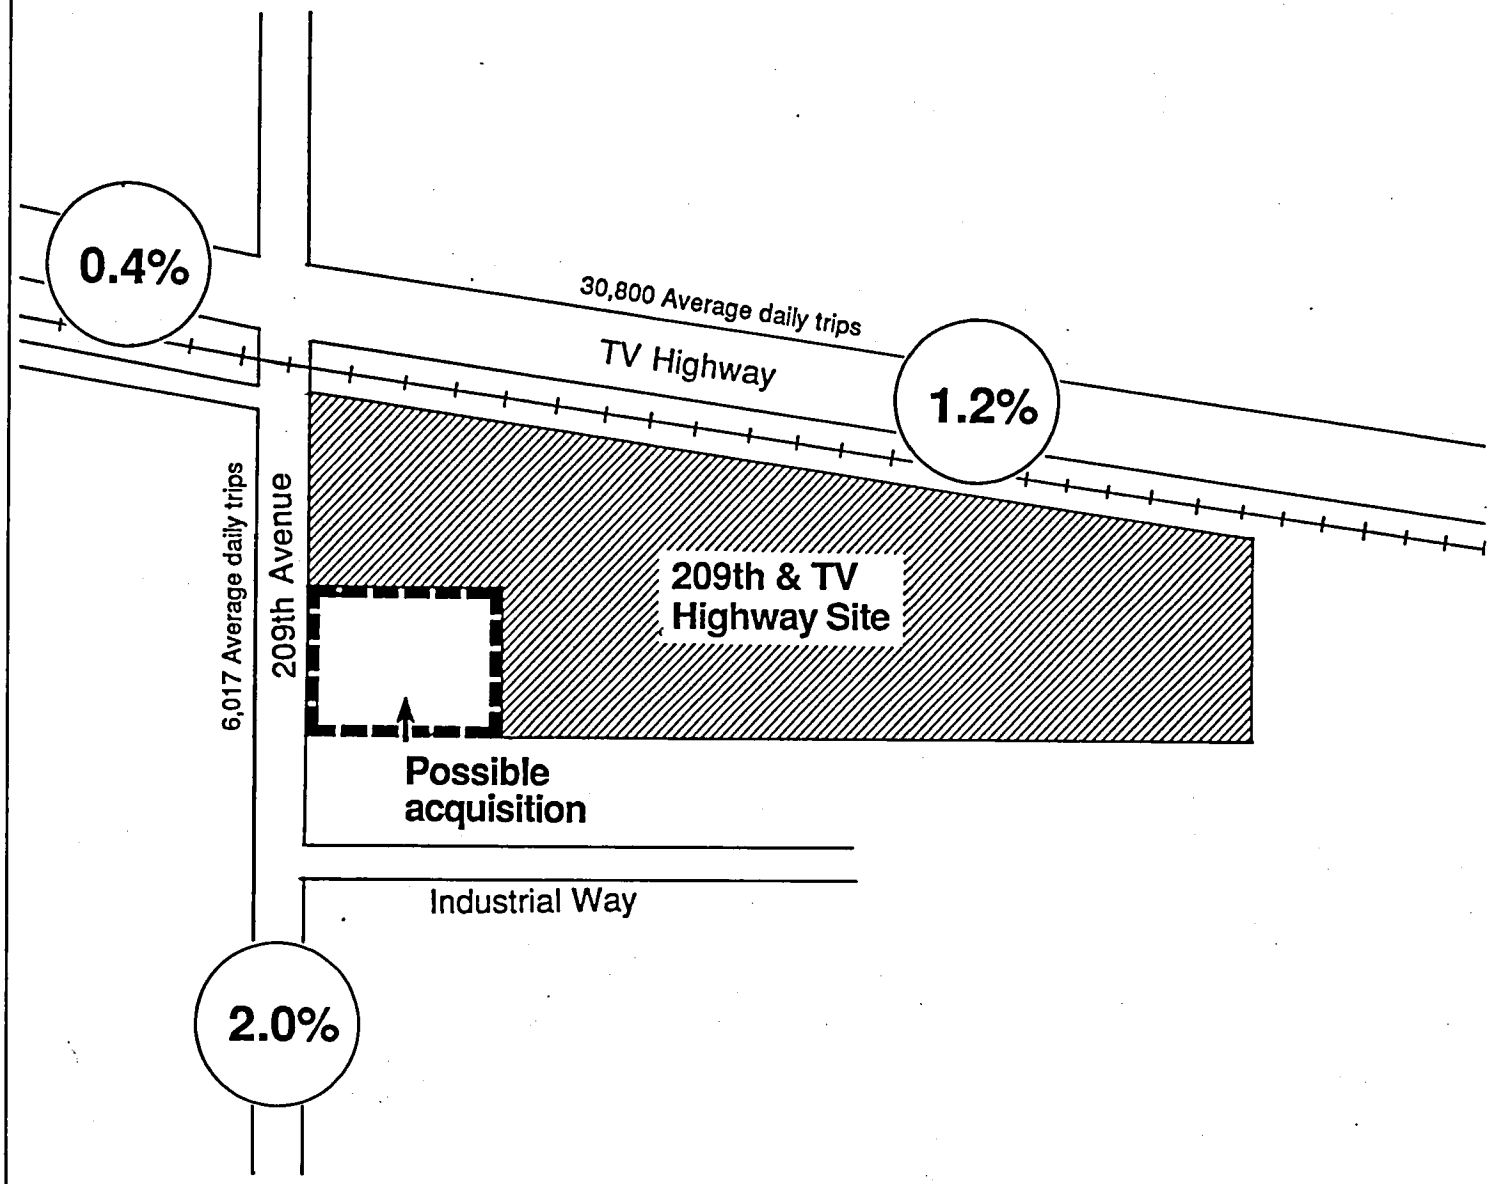 0.4%
30,800 Average daily trips
TV Highway
1.2%
6,017 Average daily trips
209th Avenue
209th & TV
Highway Site
Possible
acquisition
Industrial Way
2.0%